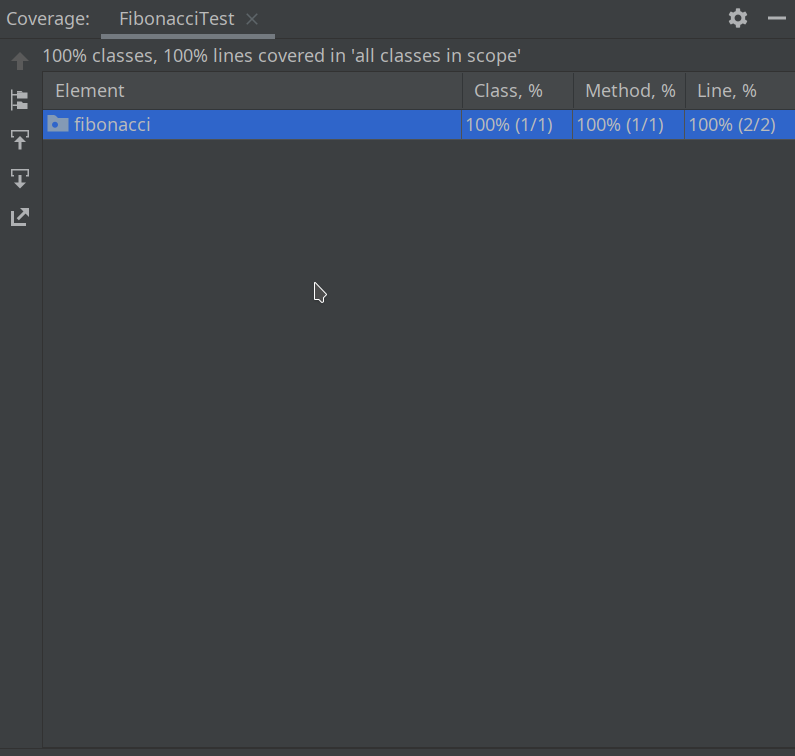 Coverage: FibonacciTest
100% classes, 100% lines covered in 'all classes in scope'
Element Class, % Method, % Line, %
fibonacci 100% (1/1) 100% (1/1) 100% (2/2)